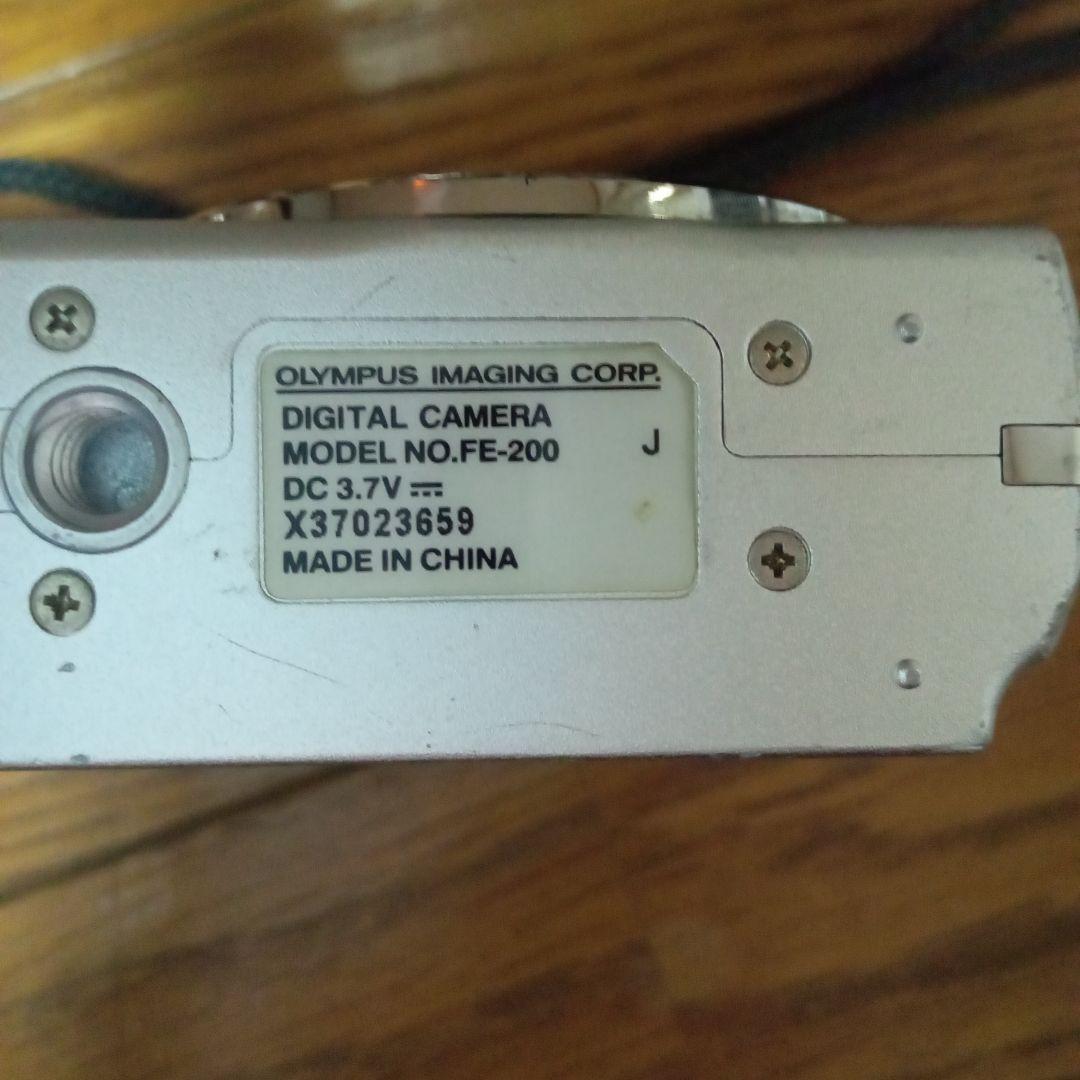 OLYMPUS IMAGING CORP.
DIGITAL CAMERA
MODEL NO.FE-200 J
DC 3.7V ⎓
X37023659
MADE IN CHINA